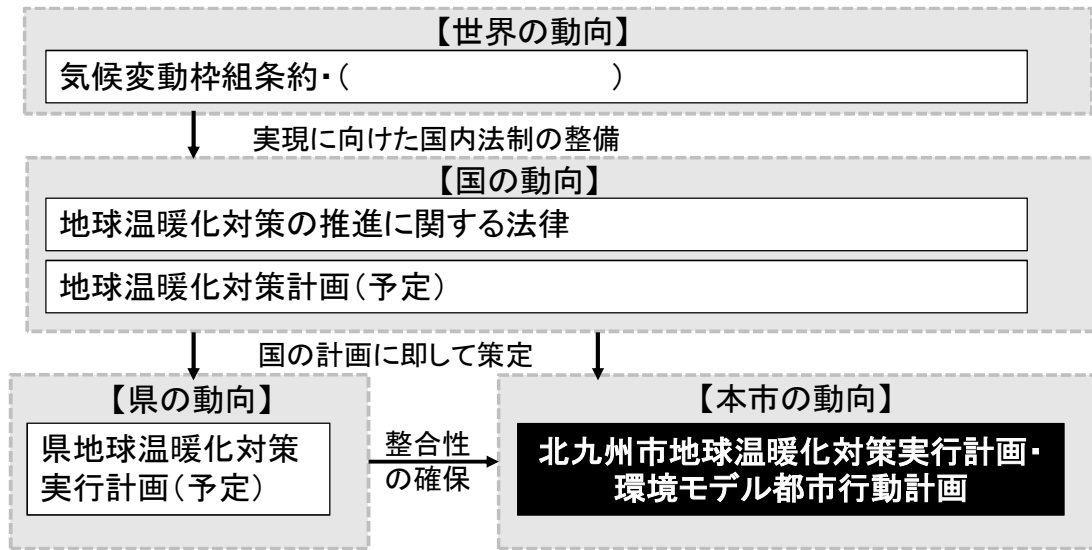 【世界の動向】
気候変動枠組条約・(　　　　　　　　)
実現に向けた国内法制の整備
【国の動向】
地球温暖化対策の推進に関する法律
地球温暖化対策計画(予定)
国の計画に即して策定
【県の動向】
県地球温暖化対策
実行計画(予定)
整合性
の確保
【本市の動向】
北九州市地球温暖化対策実行計画・
環境モデル都市行動計画